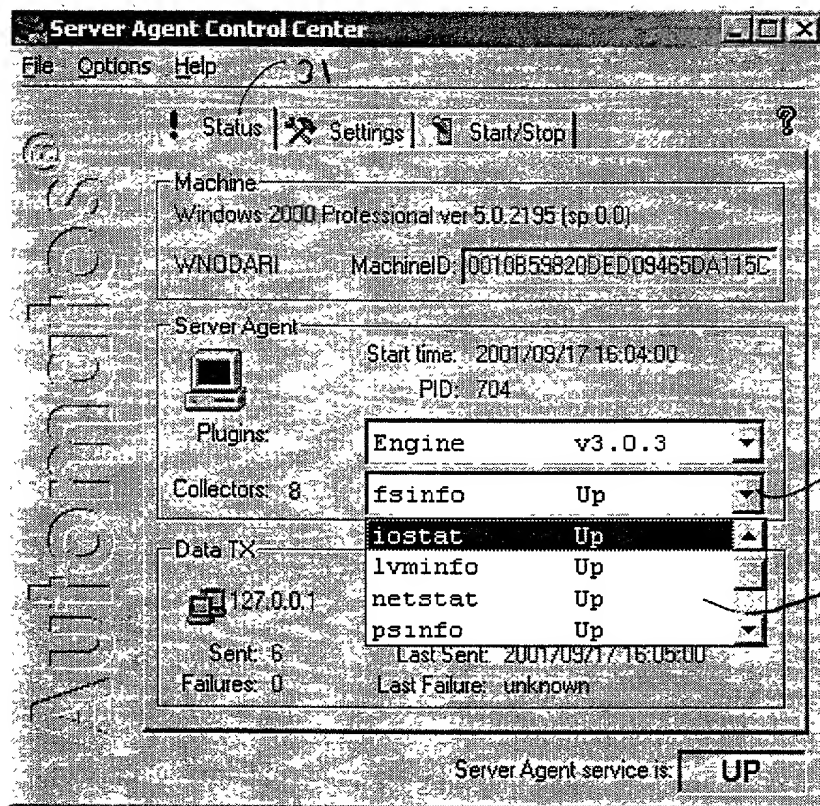 Server Agent Control Center
File Options Help
31
Status Settings Start/Stop
Machine
Windows 2000 Professional ver 5.0.2195 (sp 0.0)
WNODARI MachineID: 0010B59820DED09465DA115C
Server Agent
Start time: 2001/09/17 16:04:00
PID: 704
Plugins: Engine v3.0.3
Collectors: 8 fsinfo Up
iostat Up
lvminfo Up
netstat Up
psinfo Up
Data TX
127.0.0.1
Sent: 6 Last Sent: 2001/09/17 16:05:00
Failures: 0 Last Failure: unknown
Server Agent service is: UP
Automatos